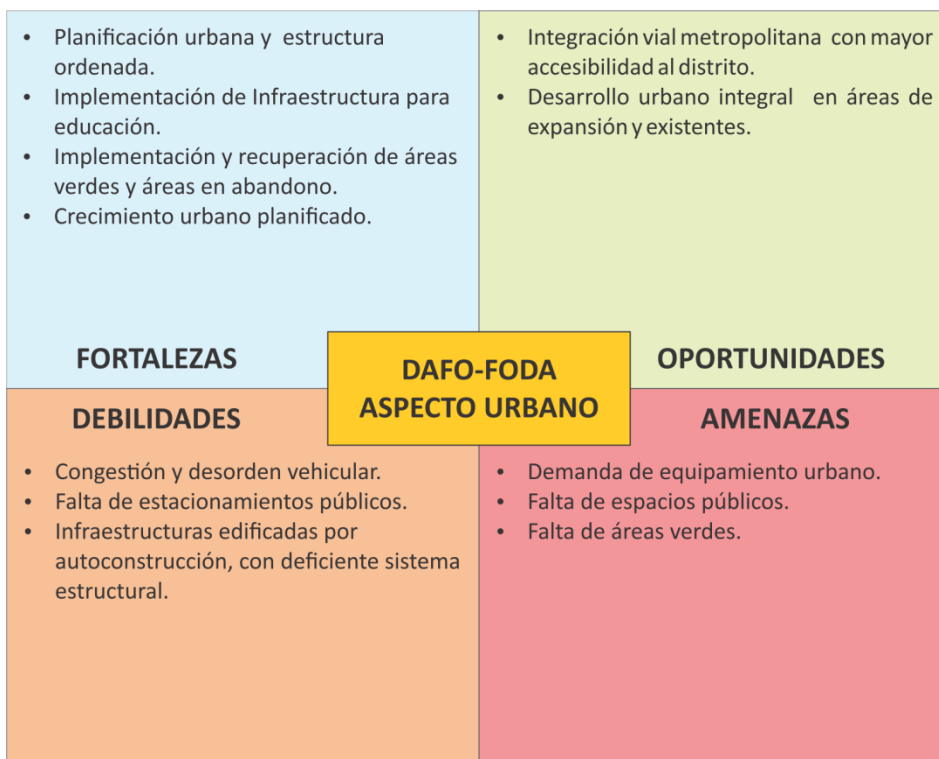 • Planificación urbana y estructura
ordenada.
• Implementación de Infraestructura para
educación.
• Implementación y recuperación de áreas
verdes y áreas en abandono.
• Crecimiento urbano planificado.
FORTALEZAS
• Integración vial metropolitana con mayor
accesibilidad al distrito.
• Desarrollo urbano integral en áreas de
expansión y existentes.
OPORTUNIDADES
DAFO-FODA
ASPECTO URBANO
DEBILIDADES
• Congestión y desorden vehicular.
• Falta de estacionamientos públicos.
• Infraestructuras edificadas por
autoconstrucción, con deficiente sistema
estructural.
AMENAZAS
• Demanda de equipamiento urbano.
• Falta de espacios públicos.
• Falta de áreas verdes.